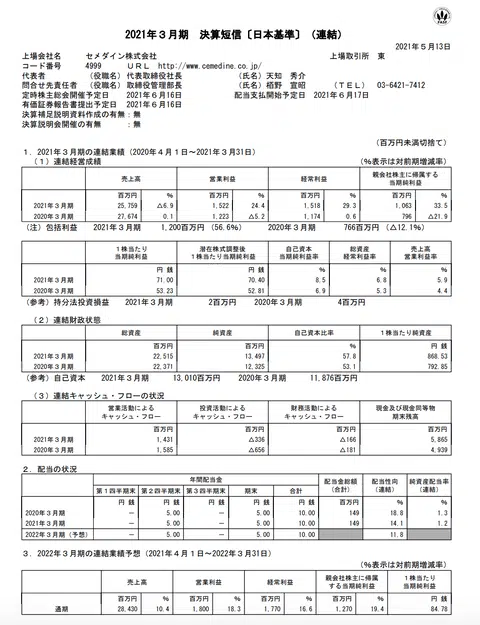 2021年3月期 決算短信〔日本基準〕(連結)
2021年5月13日
上場会社名 セメダイン株式会社 上場取引所 東
コード番号 4999 URL http://www.cemedine.co.jp/
代表者 (役職名) 代表取締役社長 (氏名) 天知 秀介
問合せ先責任者 (役職名) 取締役管理部長 (氏名) 栖野 宣昭 (TEL) 03-6421-7412
定時株主総会開催予定日 2021年6月16日 配当支払開始予定日 2021年6月17日
有価証券報告書提出予定日 2021年6月16日
決算補足説明資料作成の有無:無
決算説明会開催の有無 :無
(百万円未満切捨て)
1.2021年3月期の連結業績(2020年4月1日~2021年3月31日)
(1)連結経営成績 (%表示は対前期増減率)
売上高 営業利益 経常利益 親会社株主に帰属する当期純利益
百万円 % 百万円 % 百万円 % 百万円 %
2021年3月期 25,759 △6.9 1,522 24.4 1,518 29.3 1,063 33.5
2020年3月期 27,674 0.1 1,223 △5.2 1,174 0.6 796 △21.9
(注)包括利益 2021年3月期 1,200百万円(56.6%) 2020年3月期 766百万円(△12.1%)
1株当たり当期純利益 潜在株式調整後1株当たり当期純利益 自己資本当期純利益率 総資産経常利益率 売上高営業利益率
円 銭 円 銭 % % %
2021年3月期 71.00 70.40 8.5 6.8 5.9
2020年3月期 53.23 52.81 6.9 5.3 4.4
(参考)持分法投資損益 2021年3月期 2百万円 2020年3月期 4百万円
(2)連結財政状態
総資産 純資産 自己資本比率 1株当たり純資産
百万円 百万円 % 円 銭
2021年3月期 22,515 13,497 57.8 868.53
2020年3月期 22,371 12,325 53.1 792.85
(参考)自己資本 2021年3月期 13,010百万円 2020年3月期 11,876百万円
(3)連結キャッシュ・フローの状況
営業活動によるキャッシュ・フロー 投資活動によるキャッシュ・フロー 財務活動によるキャッシュ・フロー 現金及び現金同等物期末残高
百万円 百万円 百万円 百万円
2021年3月期 1,431 △336 △166 5,865
2020年3月期 1,585 △656 △181 4,939
2.配当の状況
年間配当金 配当金総額(合計) 配当性向(連結) 純資産配当率(連結)
第1四半期末 第2四半期末 第3四半期末 期末 合計
円 銭 円 銭 円 銭 円 銭 円 銭 百万円 % %
2020年3月期 - 5.00 - 5.00 10.00 149 18.8 1.3
2021年3月期 - 5.00 - 5.00 10.00 149 14.1 1.2
2022年3月期(予想) - 5.00 - 5.00 10.00 11.8
3.2022年3月期の連結業績予想(2021年4月1日~2022年3月31日)
(%表示は対前期増減率)
売上高 営業利益 経常利益 親会社株主に帰属する当期純利益 1株当たり当期純利益
百万円 % 百万円 % 百万円 % 百万円 % 円 銭
通期 28,430 10.4 1,800 18.3 1,770 16.6 1,270 19.4 84.78